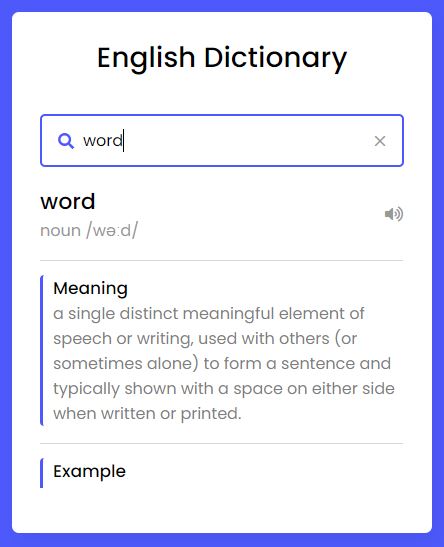 English Dictionary
word
word
noun /wəːd/
Meaning
a single distinct meaningful element of
speech or writing, used with others (or
sometimes alone) to form a sentence and
typically shown with a space on either side
when written or printed.
Example